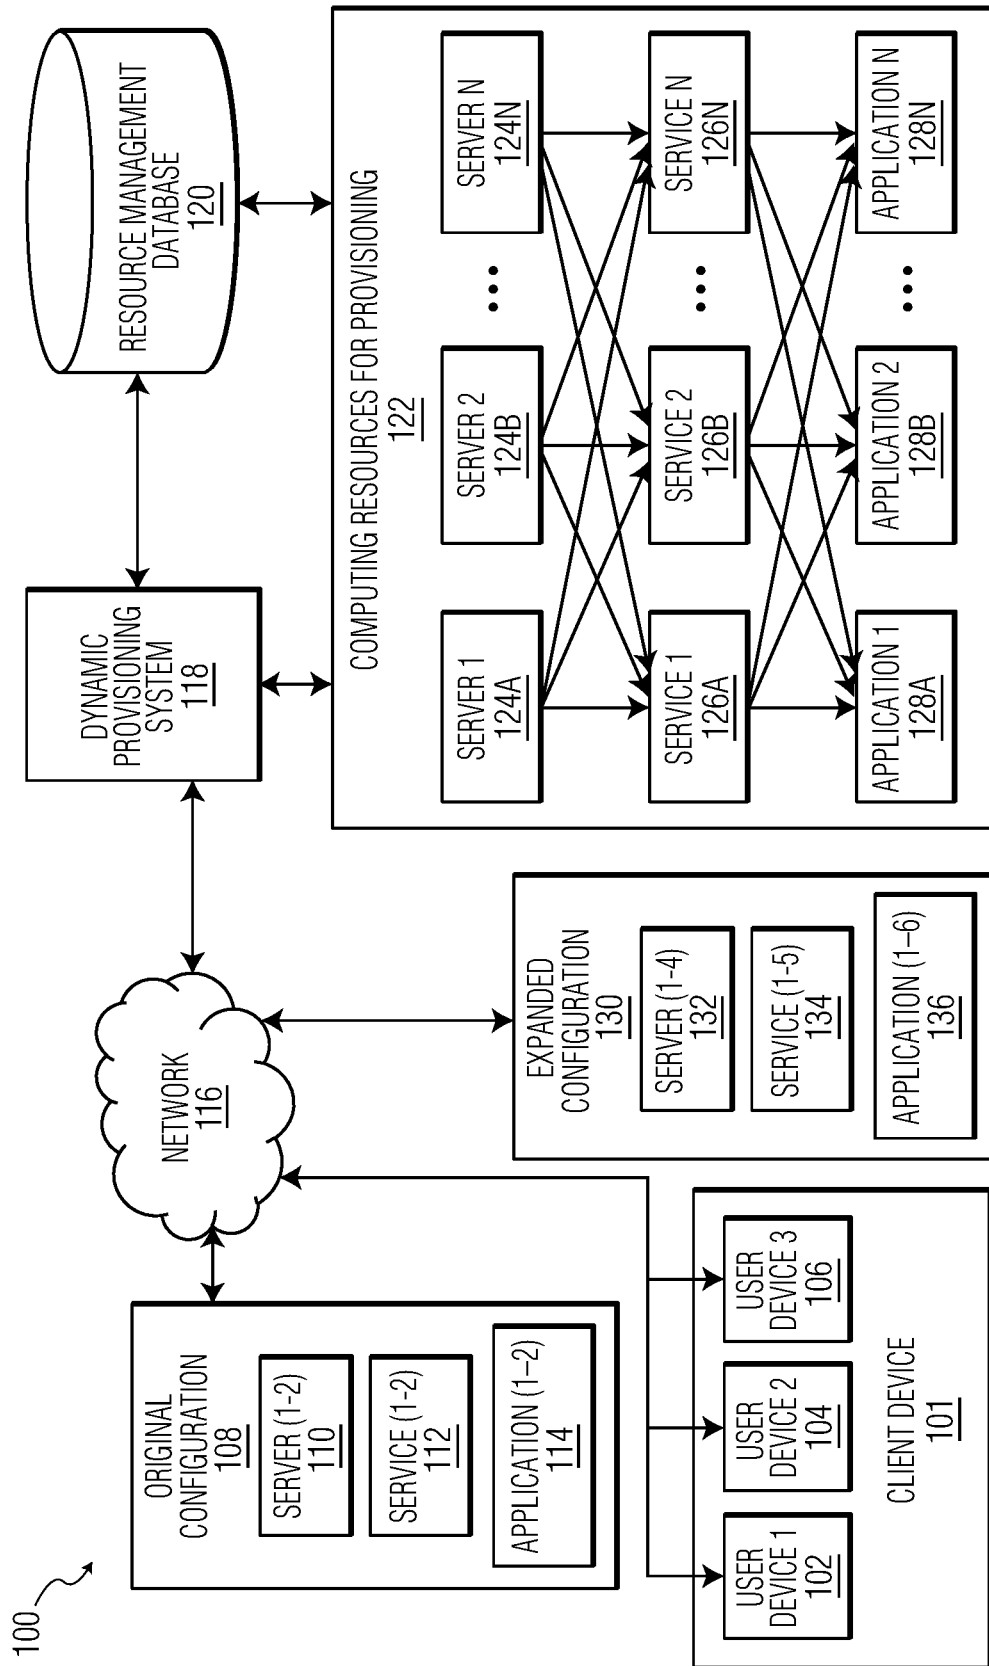 100
ORIGINAL
CONFIGURATION
108
SERVER (1-2)
110
SERVICE (1-2)
112
APPLICATION (1–2)
114
NETWORK
116
DYNAMIC
PROVISIONING
SYSTEM
118
RESOURCE MANAGEMENT
DATABASE
120
USER
DEVICE 1
102
USER
DEVICE 2
104
USER
DEVICE 3
106
CLIENT DEVICE
101
EXPANDED
CONFIGURATION
130
SERVER (1-4)
132
SERVICE (1-5)
134
APPLICATION (1–6)
136
COMPUTING RESOURCES FOR PROVISIONING
122
SERVER 1
124A
SERVER 2
124B
...
SERVER N
124N
SERVICE 1
126A
SERVICE 2
126B
...
SERVICE N
126N
APPLICATION 1
128A
APPLICATION 2
128B
...
APPLICATION N
128N